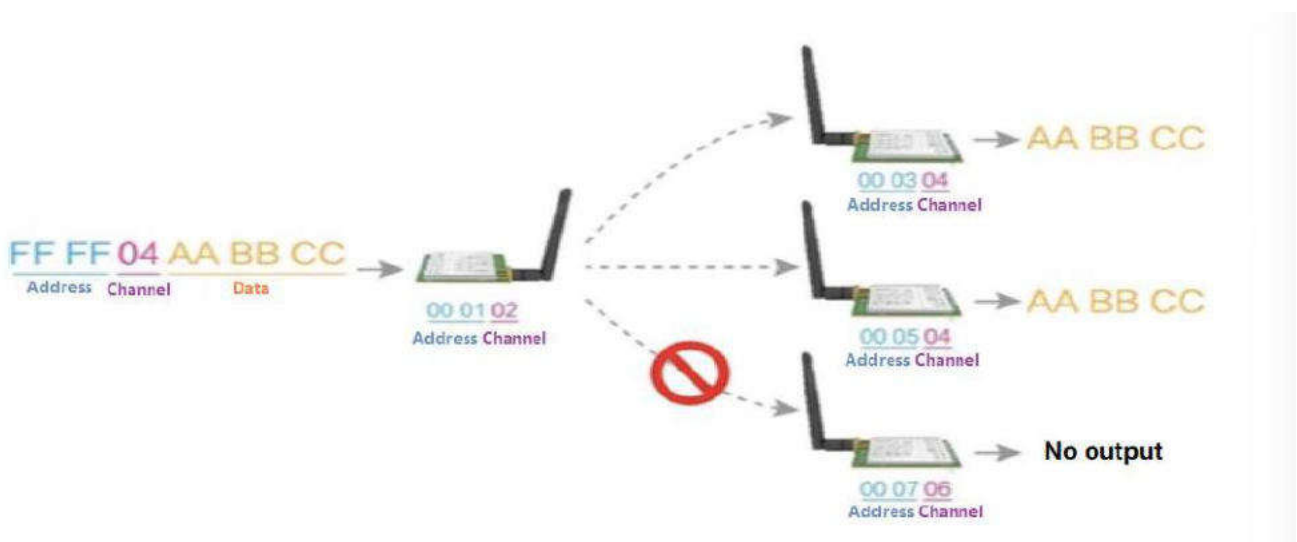 FF FF 04 AA BB CC
Address Channel Data
00 01 02
Address Channel
00 03 04
Address Channel
AA BB CC
00 05 04
Address Channel
AA BB CC
00 07 06
Address Channel
No output